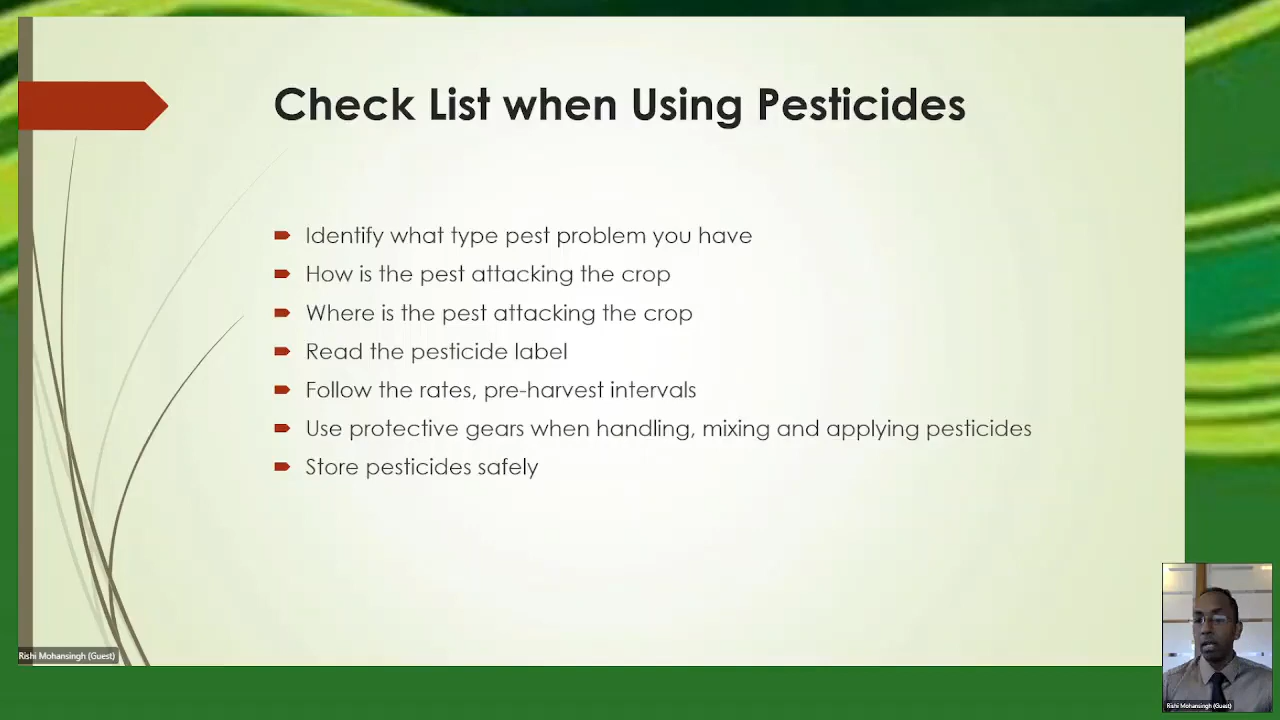 Check List when Using Pesticides
Identify what type pest problem you have
How is the pest attacking the crop
Where is the pest attacking the crop
Read the pesticide label
Follow the rates, pre-harvest intervals
Use protective gears when handling, mixing and applying pesticides
Store pesticides safely
Rishi Mohansingh (Guest)
Rishi Mohansingh (Guest)